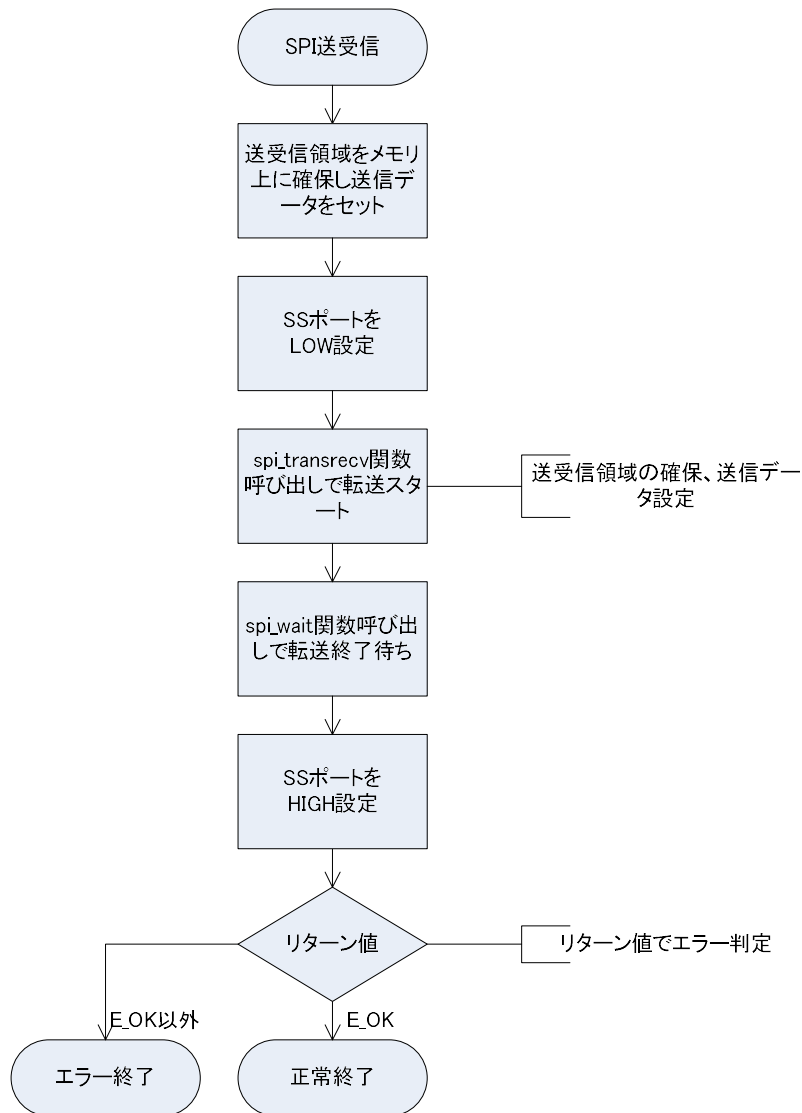 SPI送受信
送受信領域をメモリ
上に確保し送信デ
ータをセット
SSポートを
LOW設定
spi_transrecv関数
呼び出しで転送スタ
ート
送受信領域の確保、送信デー
タ設定
spi_wait関数呼び出
しで転送終了待ち
SSポートを
HIGH設定
リターン値
リターン値でエラー判定
E_OK以外
E_OK
エラー終了
正常終了